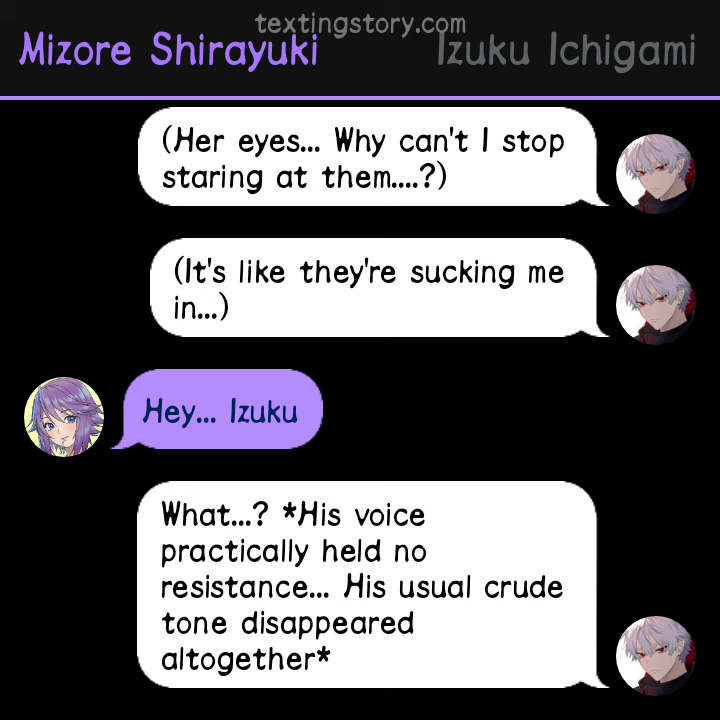 textingstory.com
Mizore Shirayuki
Izuku Ichigami
(Her eyes... Why can't I stop
staring at them....?)
(It's like they're sucking me
in...)
Hey... Izuku
What...? *His voice
practically held no
resistance... His usual crude
tone disappeared
altogether*